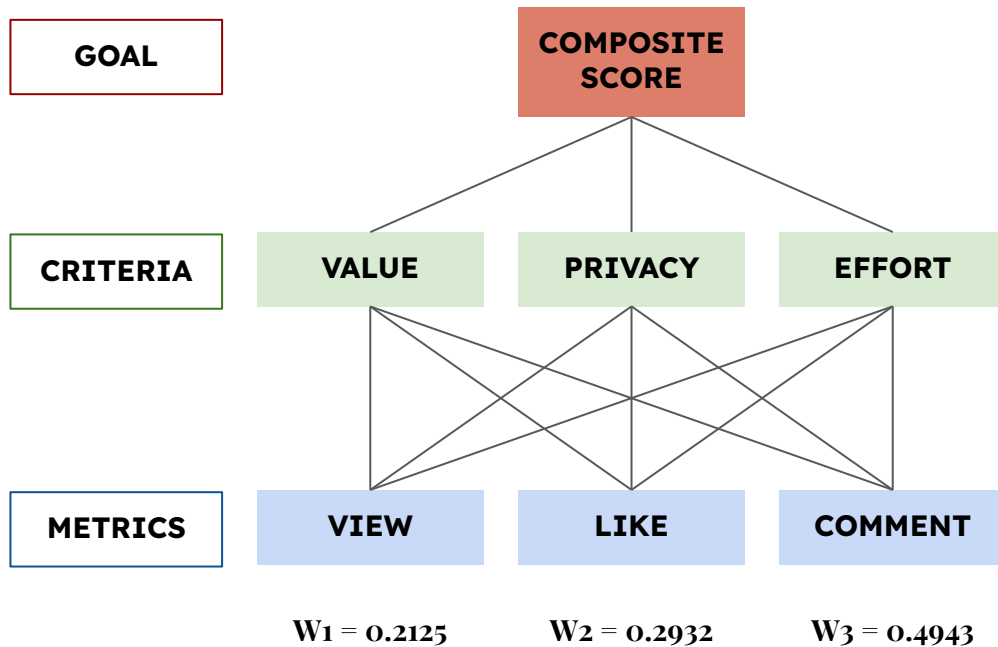 GOAL
COMPOSITE
SCORE
CRITERIA
VALUE
PRIVACY
EFFORT
METRICS
VIEW
LIKE
COMMENT
W1 = 0.2125
W2 = 0.2932
W3 = 0.4943